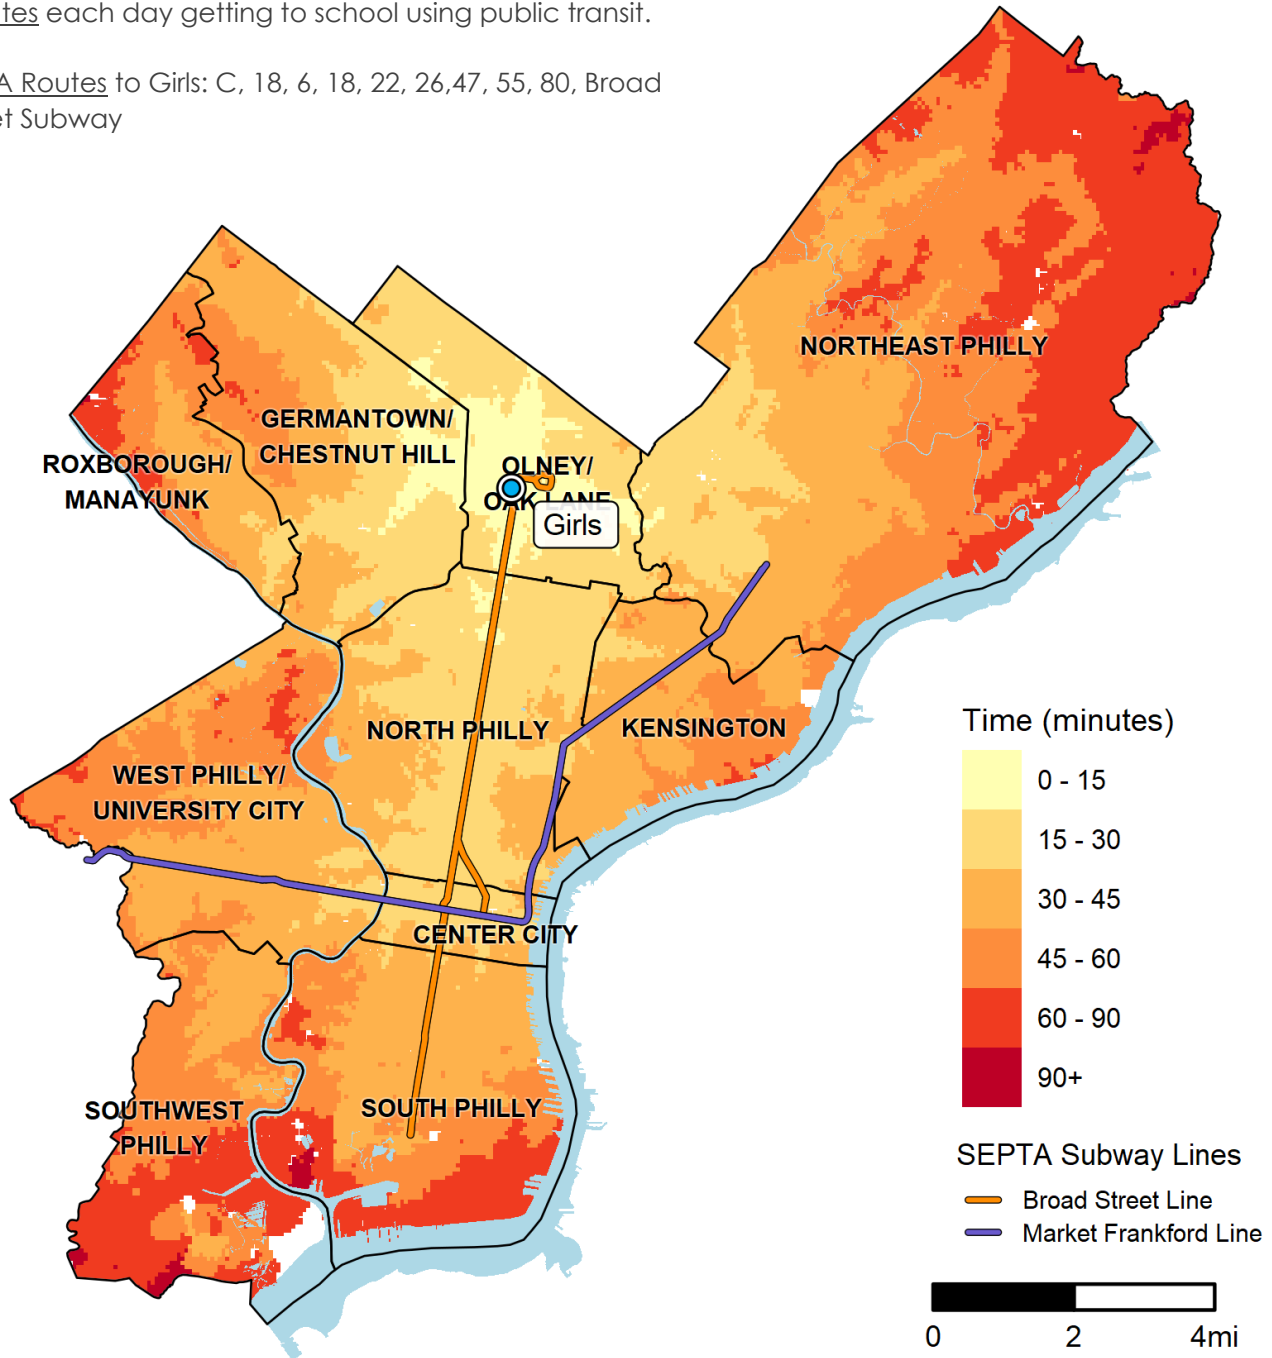 each day getting to school using public transit.
Routes to Girls: C, 18, 6, 18, 22, 26,47, 55, 80, Broad
Subway
NORTHEAST PHILLY
GERMANTOWN/
CHESTNUT HILL
ROXBOROUGH/
MANAYUNK
OLNEY/
OAK LANE
Girls
NORTH PHILLY
KENSINGTON
WEST PHILLY/
UNIVERSITY CITY
CENTER CITY
SOUTHWEST
PHILLY
SOUTH PHILLY
Time (minutes)
0 - 15
15 - 30
30 - 45
45 - 60
60 - 90
90+
SEPTA Subway Lines
Broad Street Line
Market Frankford Line
0 2 4mi